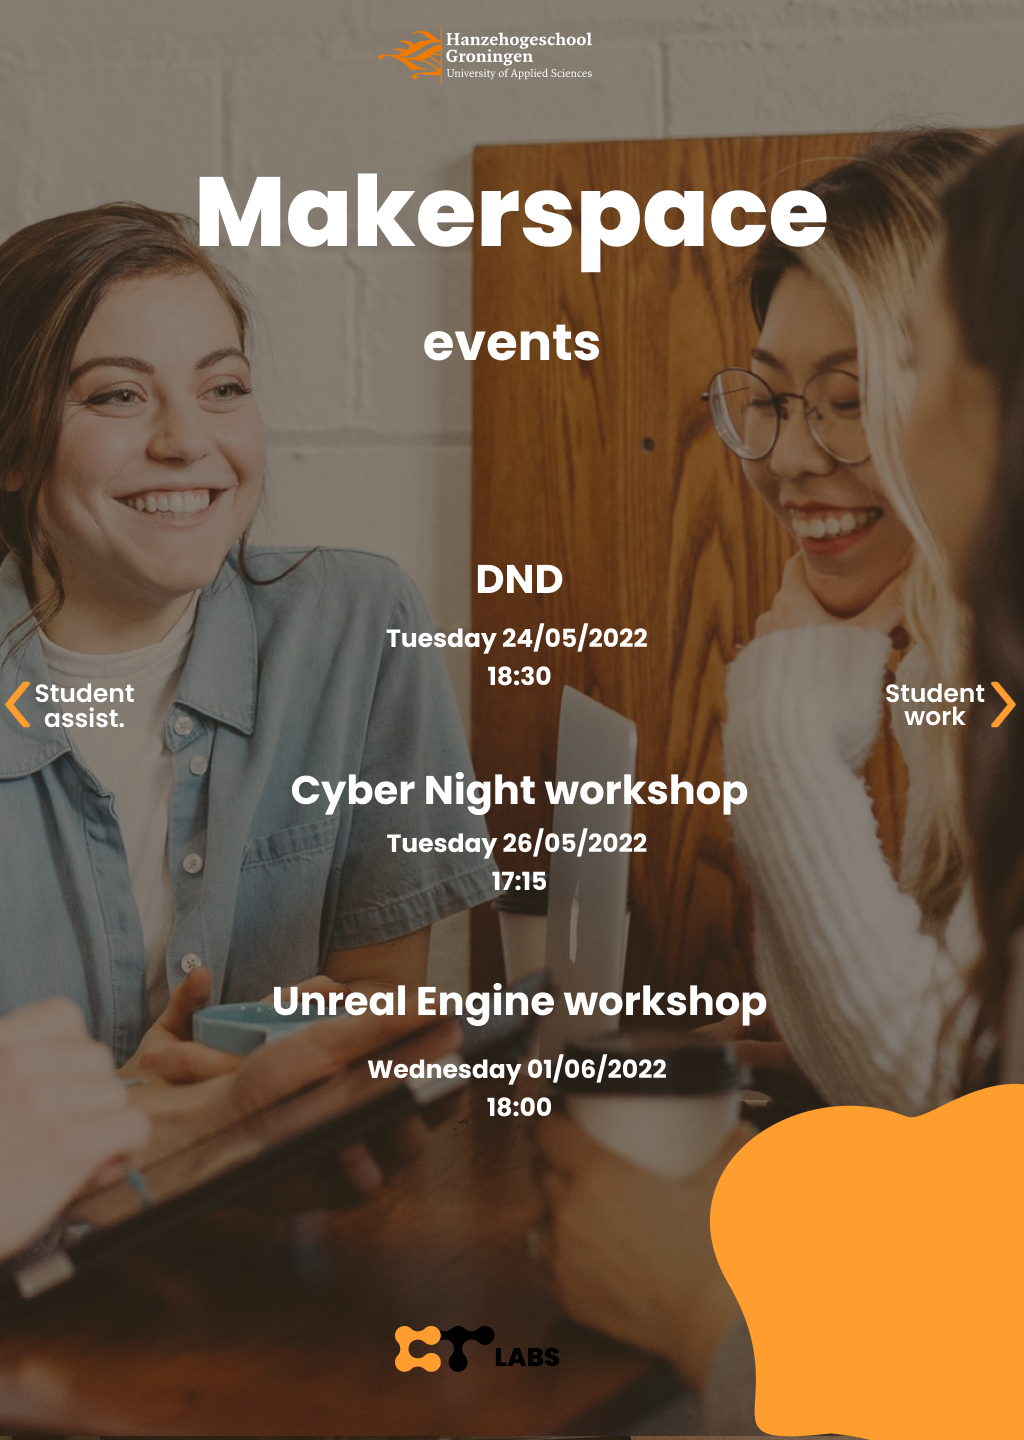 Hanzehogeschool
Groningen
University of Applied Sciences
Makerspace
events
DND
Tuesday 24/05/2022
18:30
Student
assist.
Student
work
Cyber Night workshop
Tuesday 26/05/2022
17:15
Unreal Engine workshop
Wednesday 01/06/2022
18:00
CT LABS